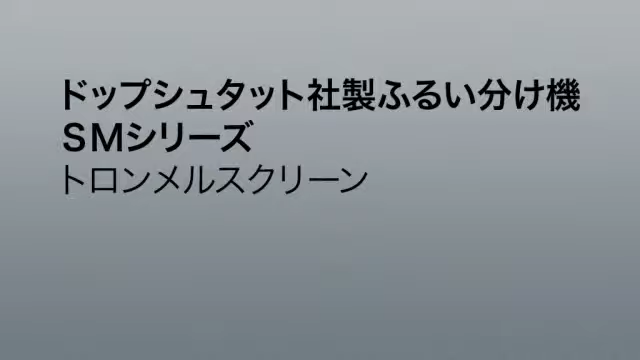 ドップシュタット社製ふるい分け機
ＳＭシリーズ
トロンメルスクリーン